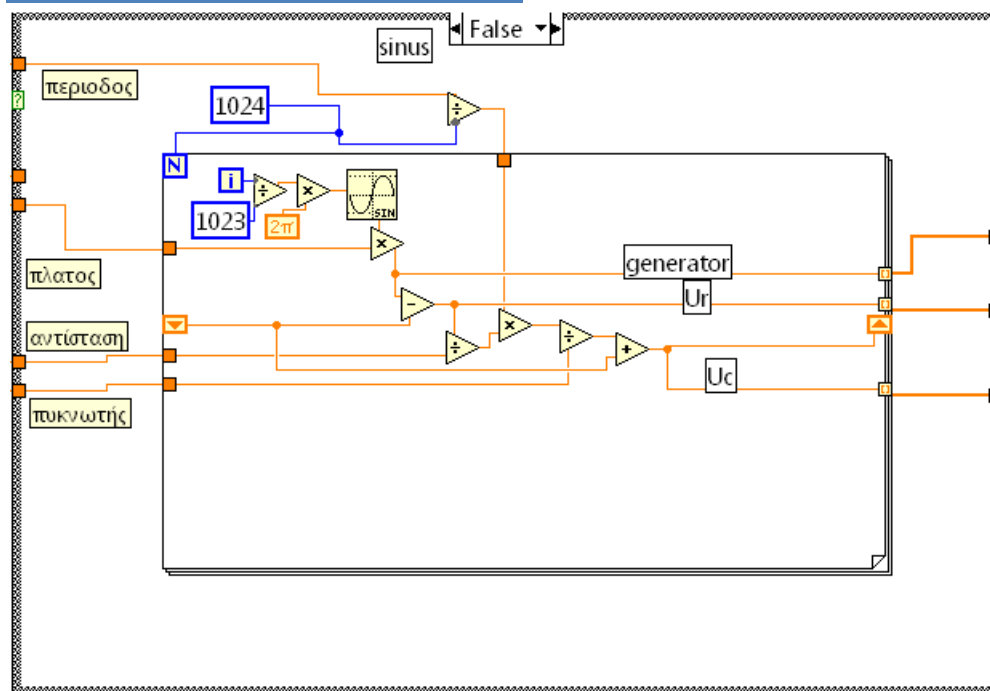 False
sinus
περιοδος
?
1024
N
i
1023
2π
SIN
πλατος
generator
Ur
αντίσταση
Uc
πυκνωτής